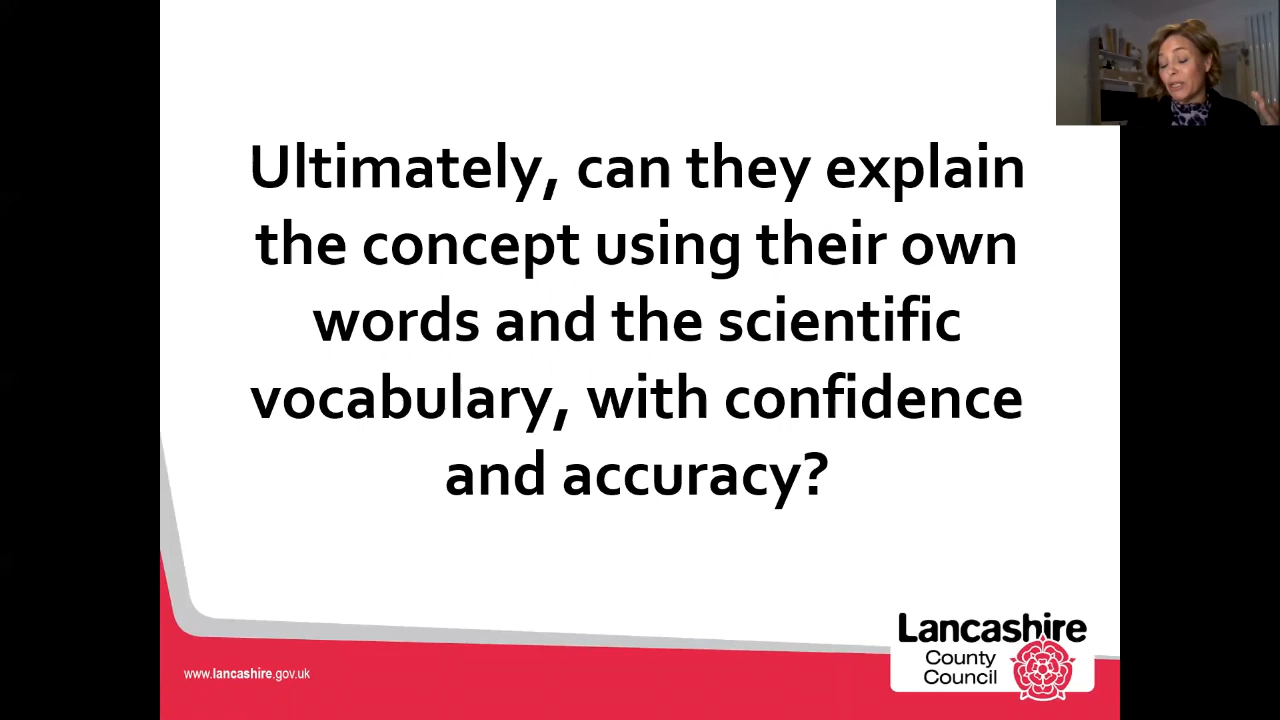 Ultimately, can they explain
the concept using their own
words and the scientific
vocabulary, with confidence
and accuracy?
www.lancashire.gov.uk
Lancashire
County
Council